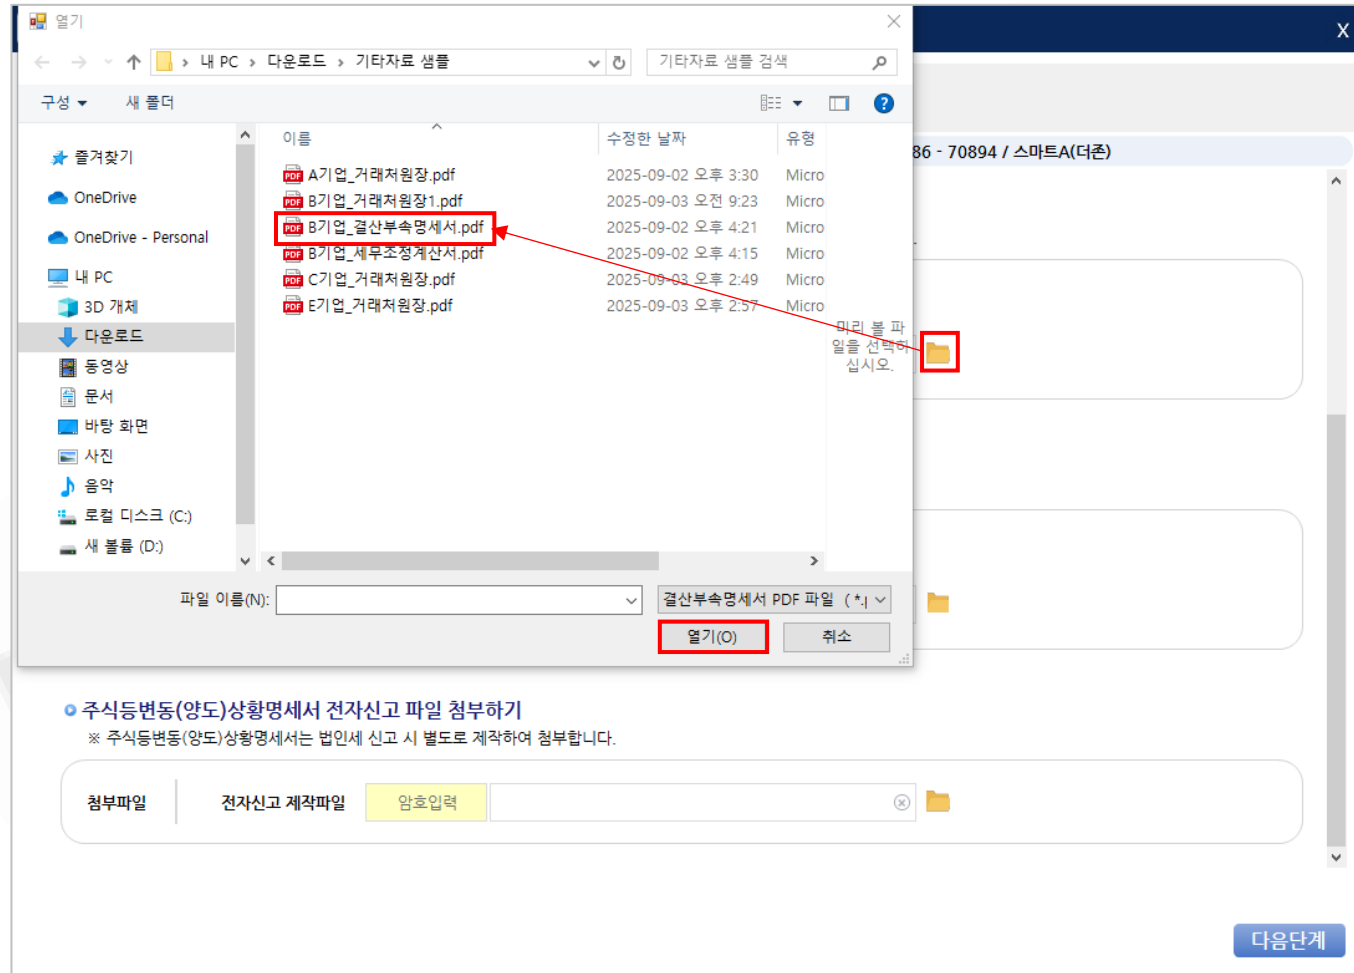 열기
X
내 PC > 다운로드 > 기타자료 샘플
기타자료 샘플 검색
구성
새 폴더
86 - 70894 / 스마트A(더존)
이름
수정한 날짜
유형
즐겨찾기
OneDrive
OneDrive - Personal
내 PC
3D 개체
다운로드
동영상
문서
바탕 화면
사진
음악
로컬 디스크 (C:)
새 볼륨 (D:)
A기업_거래처원장.pdf 2025-09-02 오후 3:30 Micro
B기업_거래처원장1.pdf 2025-09-03 오전 9:23 Micro
B기업_결산부속명세서.pdf 2025-09-02 오후 4:21 Micro
B기업_세무조정계산서.pdf 2025-09-02 오후 4:15 Micro
C기업_거래처원장.pdf 2025-09-03 오후 2:49 Micro
E기업_거래처원장.pdf 2025-09-03 오후 2:57 Micro
미리 볼 파
일을 선택하
십시오.
파일 이름(N):
결산부속명세서 PDF 파일 ( *.
열기(O)
취소
주식등변동(양도)상황명세서 전자신고 파일 첨부하기
※ 주식등변동(양도)상황명세서는 법인세 신고 시 별도로 제작하여 첨부합니다.
첨부파일
전자신고 제작파일
암호입력
다음단계